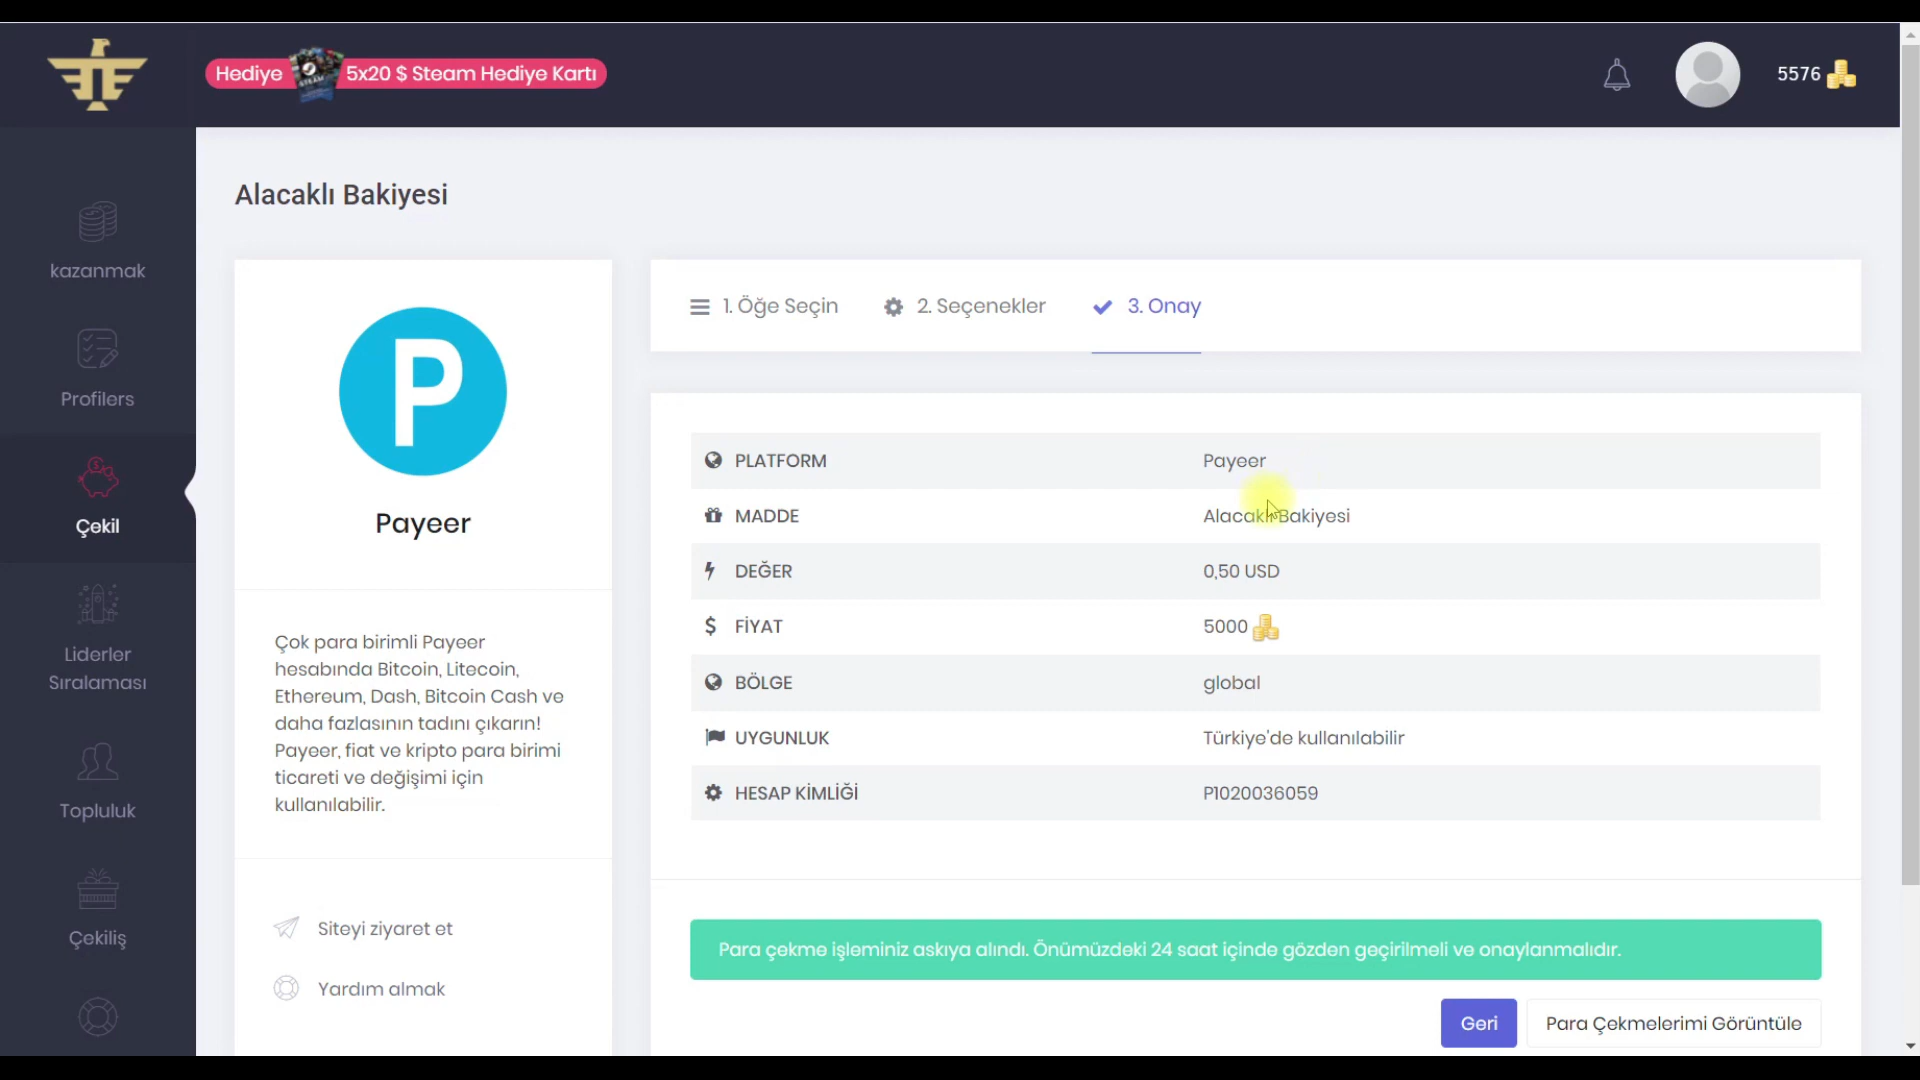 Hediye 5x20 $ Steam Hediye Kartı
5576
kazanmak
Profilers
Çekil
Liderler
Sıralaması
Topluluk
Çekiliş
Alacaklı Bakiyesi
P
Payeer
Çok para birimli Payeer
hesabında Bitcoin, Litecoin,
Ethereum, Dash, Bitcoin Cash ve
daha fazlasının tadını çıkarın!
Payeer, fiat ve kripto para birimi
ticareti ve değişimi için
kullanılabilir.
Siteyi ziyaret et
Yardım almak
1. Öğe Seçin 2. Seçenekler 3. Onay
PLATFORM Payeer
MADDE Alacaklı Bakiyesi
DEĞER 0,50 USD
FİYAT 5000
BÖLGE global
UYGUNLUK Türkiye'de kullanılabilir
HESAP KİMLİĞİ P1020036059
Para çekme işleminiz askıya alındı. Önümüzdeki 24 saat içinde gözden geçirilmeli ve onaylanmalıdır.
Geri Para Çekmelerimi Görüntüle